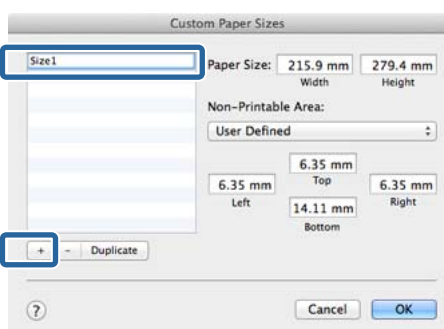 Custom Paper Sizes
Size1
Paper Size: 215.9 mm 279.4 mm
Width Height
Non-Printable Area:
User Defined
6.35 mm
Top
6.35 mm 6.35 mm
Left Right
14.11 mm
Bottom
+ - Duplicate
? Cancel OK